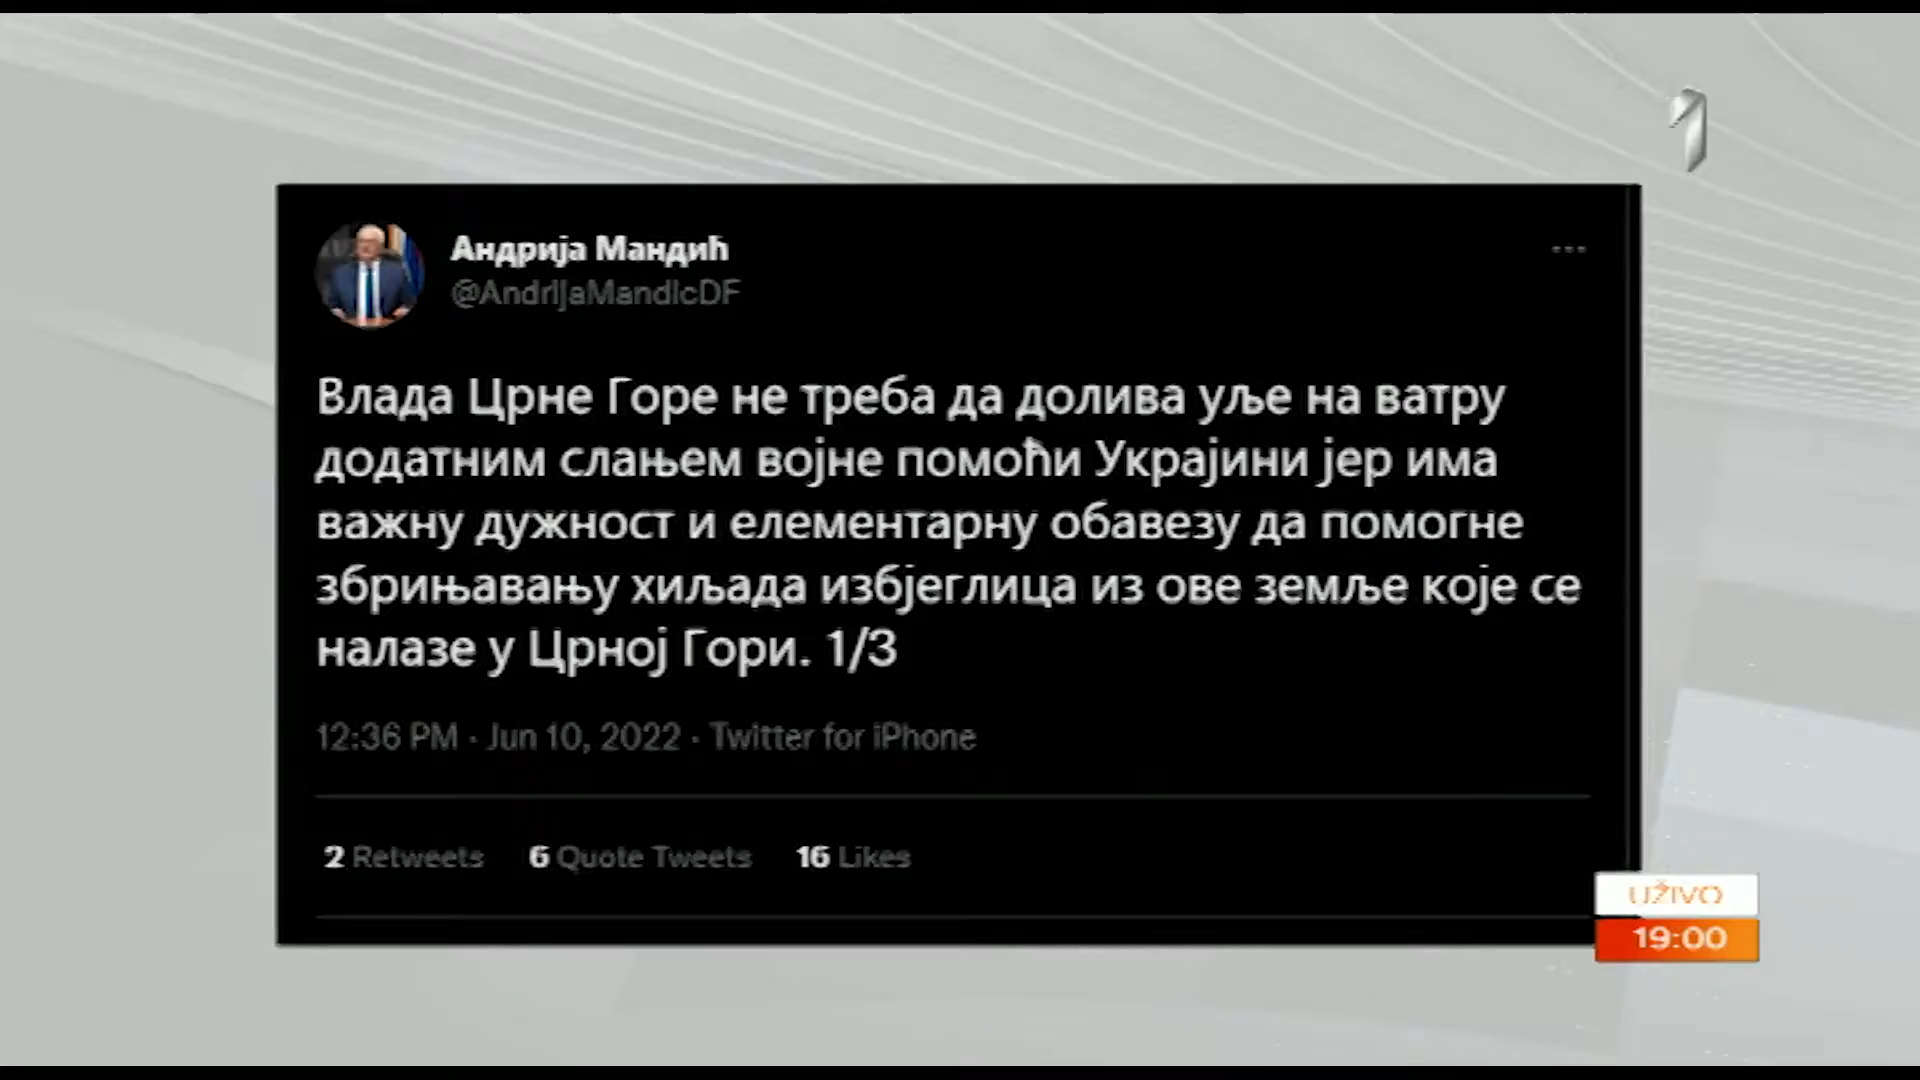 1
Андрија Мандић
@AndrijaMandicDF
Влада Црне Горе не треба да долива уље на ватру
додатним слањем војне помоћи Украјини јер има
важну дужност и елементарну обавезу да помогне
збрињавању хиљада избјеглица из ове земље које се
налазе у Црној Гори. 1/3
12:36 PM · Jun 10, 2022 · Twitter for iPhone
2 Retweets 6 Quote Tweets 16 Likes
UŽIVO
19:00